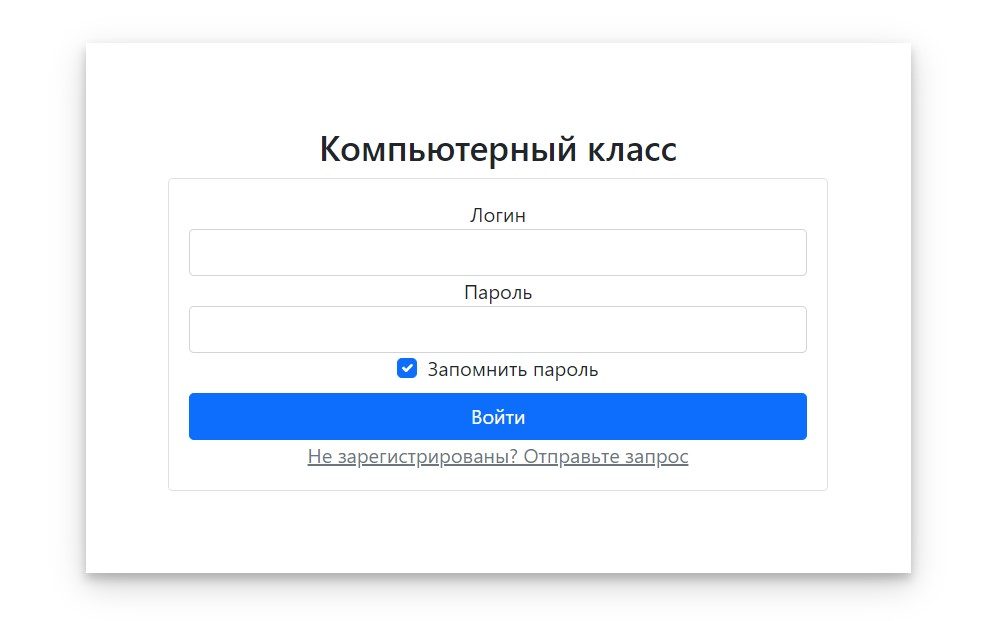 Компьютерный класс
Логин
Пароль
Запомнить пароль
Войти
Не зарегистрированы? Отправьте запрос